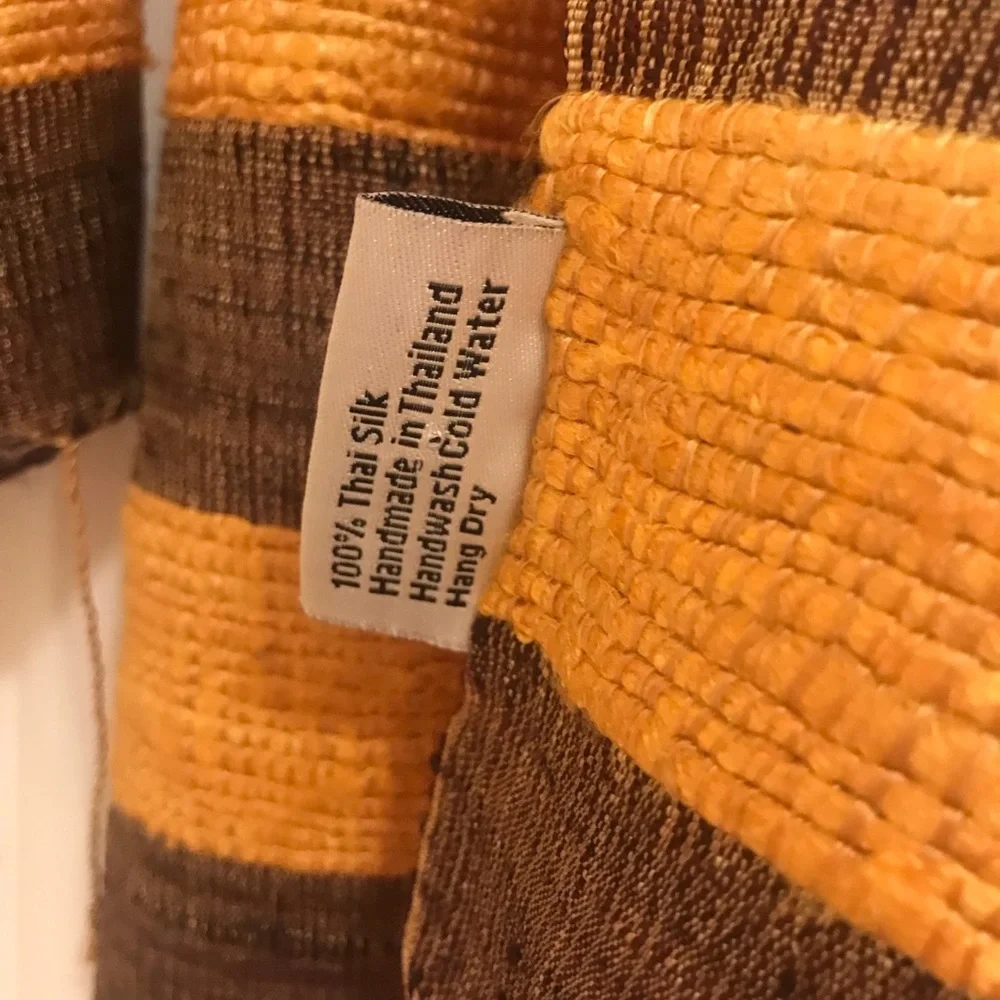 100% Thai Silk
Handmade in Thailand
Handwash Cold Water
Hang Dry